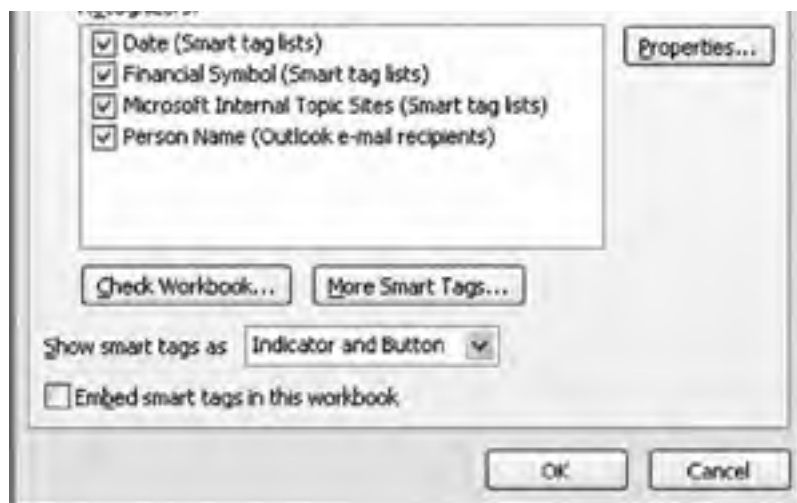 Date (Smart tag lists)
Financial Symbol (Smart tag lists)
Microsoft Internal Topic Sites (Smart tag lists)
Person Name (Outlook e-mail recipients)
Properties...
Check Workbook...
More Smart Tags...
Show smart tags as
Indicator and Button
Embed smart tags in this workbook
OK
Cancel